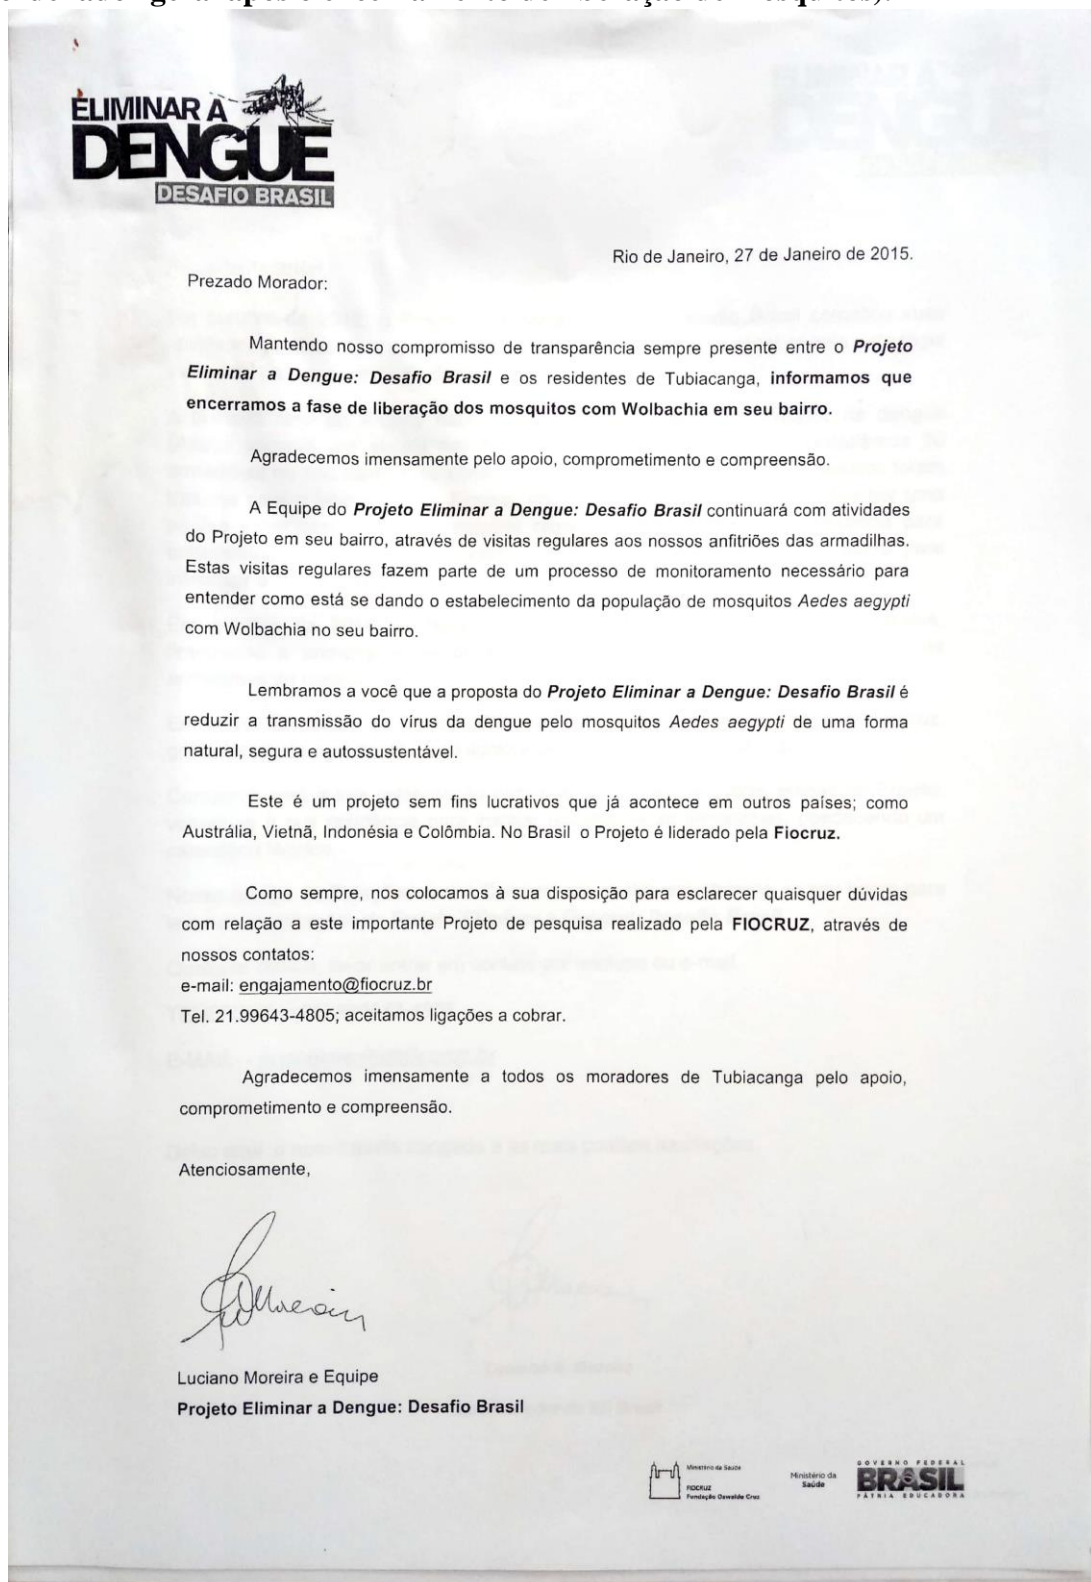 ELIMINAR A
DENGUE
DESAFIO BRASIL
Rio de Janeiro, 27 de Janeiro de 2015.
Prezado Morador:
Mantendo nosso compromisso de transparência sempre presente entre o Projeto
Eliminar a Dengue: Desafio Brasil e os residentes de Tubiacanga, informamos que
encerramos a fase de liberação dos mosquitos com Wolbachia em seu bairro.
Agradecemos imensamente pelo apoio, comprometimento e compreensão.
A Equipe do Projeto Eliminar a Dengue: Desafio Brasil continuará com atividades
do Projeto em seu bairro, através de visitas regulares aos nossos anfitriões das armadilhas.
Estas visitas regulares fazem parte de um processo de monitoramento necessário para
entender como está se dando o estabelecimento da população de mosquitos Aedes aegypti
com Wolbachia no seu bairro.
Lembramos a você que a proposta do Projeto Eliminar a Dengue: Desafio Brasil é
reduzir a transmissão do vírus da dengue pelo mosquitos Aedes aegypti de uma forma
natural, segura e autossustentável.
Este é um projeto sem fins lucrativos que já acontece em outros países; como
Austrália, Vietnã, Indonésia e Colômbia. No Brasil o Projeto é liderado pela Fiocruz.
Como sempre, nos colocamos à sua disposição para esclarecer quaisquer dúvidas
com relação a este importante Projeto de pesquisa realizado pela FIOCRUZ, através de
nossos contatos:
e-mail: engajamento@fiocruz.br
Tel. 21.99643-4805; aceitamos ligações a cobrar.
Agradecemos imensamente a todos os moradores de Tubiacanga pelo apoio,
comprometimento e compreensão.
Atenciosamente,
Luciano Moreira e Equipe
Projeto Eliminar a Dengue: Desafio Brasil
Ministério da Saúde
FIOCRUZ
Fundação Oswaldo Cruz
Ministério da
Saúde
GOVERNO FEDERAL
BRASIL
PÁTRIA EDUCADORA